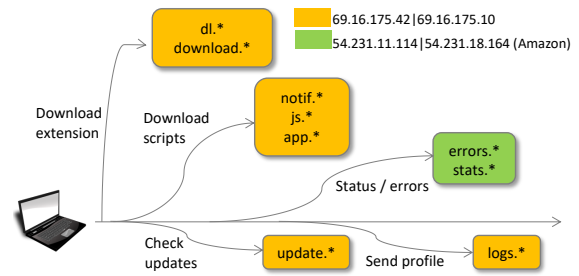 dl.*
download.*
69.16.175.42|69.16.175.10
54.231.11.114|54.231.18.164 (Amazon)
Download
extension
Download
scripts
notif.*
js.*
app.*
Status / errors
errors.*
stats.*
Check
updates
update.*
Send profile
logs.*